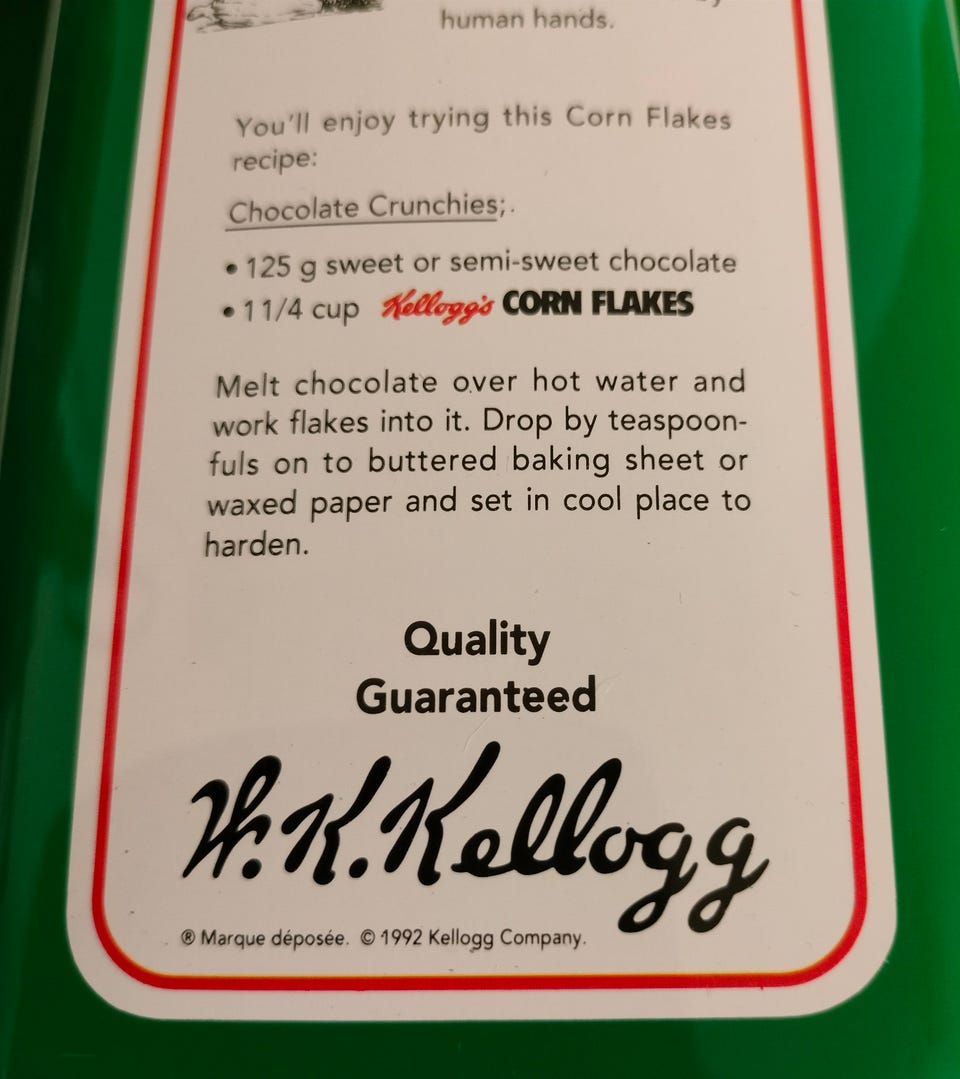 human hands.
You'll enjoy trying this Corn Flakes
recipe:
Chocolate Crunchies;.
• 125 g sweet or semi-sweet chocolate
• 1 1/4 cup Kellogg's CORN FLAKES
Melt chocolate over hot water and
work flakes into it. Drop by teaspoon-
fuls on to buttered baking sheet or
waxed paper and set in cool place to
harden.
Quality
Guaranteed
W.K.Kellogg
® Marque déposée. © 1992 Kellogg Company.